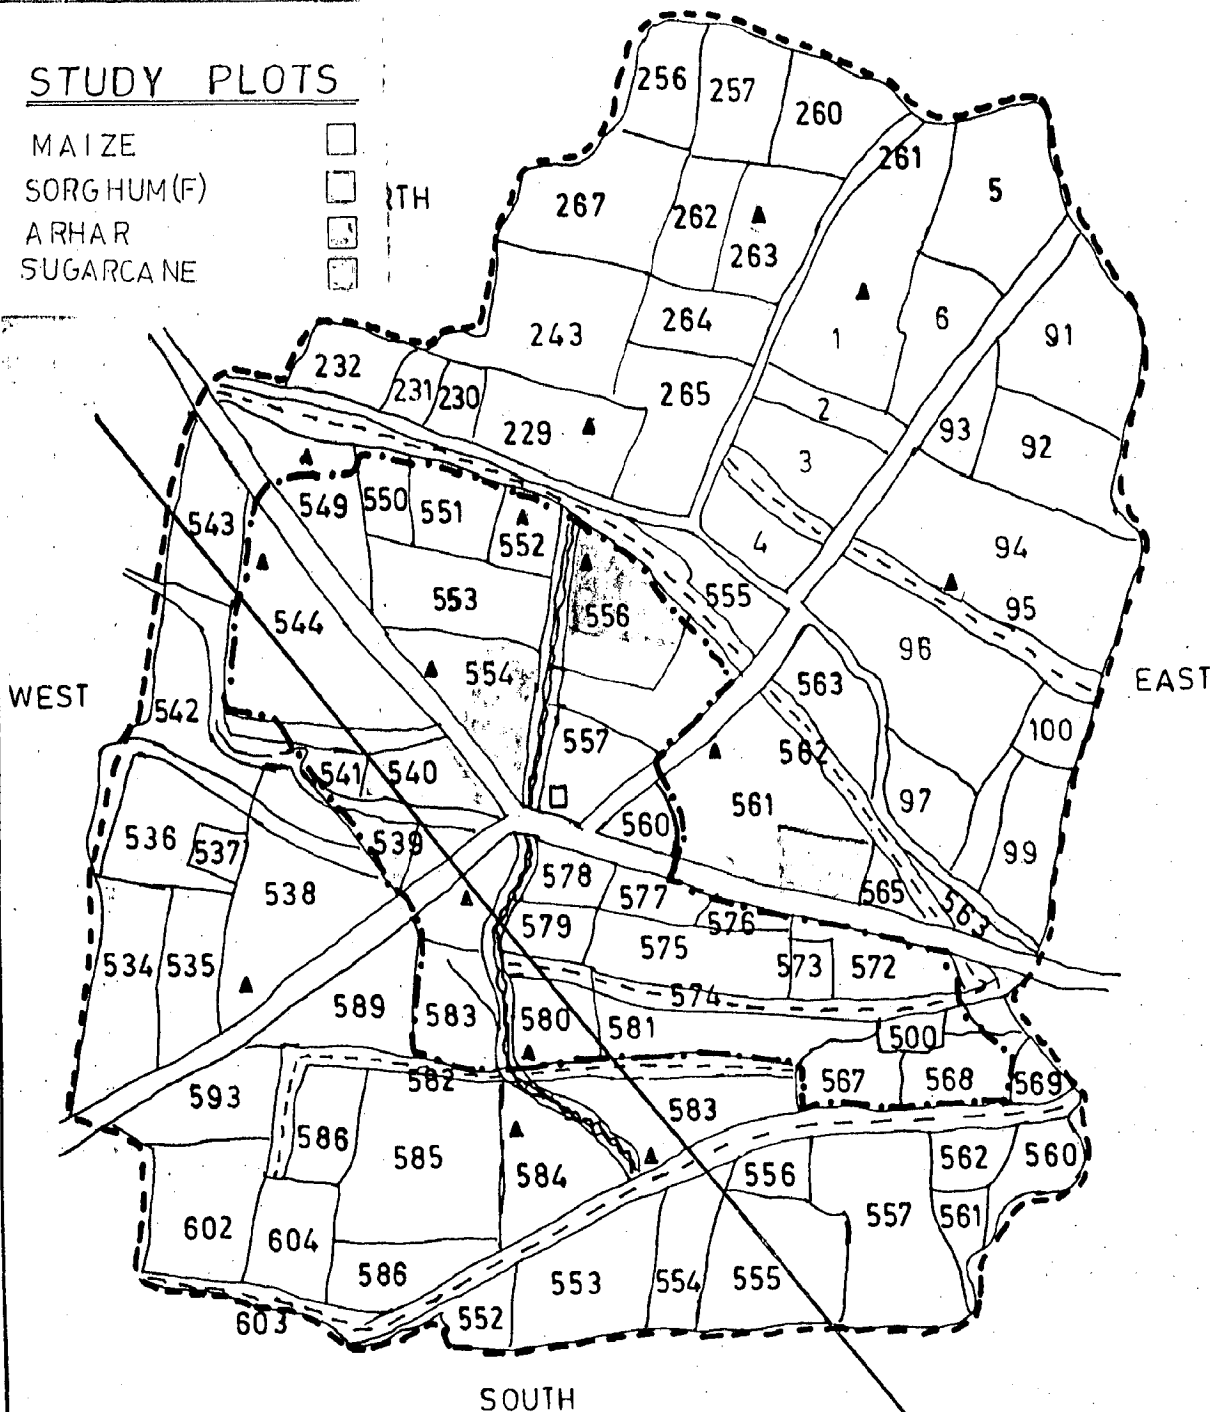 STUDY PLOTS
MAIZE
SORGHUM(F)
ARHAR
SUGARCANE
RTH
256 257 260
261
5
267 262 263
243 264 1 6 91
232 231 230 265 2
229 93 92
3
543 549 550 551 552 4 94
553 556 555 95
544 96
WEST 554 563 EAST
542 557 562 100
541 540 561 97
536 537 539 560 99
538 578 577 565 563
579 576
534 535 575 573 572
574
589 583 580 581 500
582 567 568 569
593 583
586 585 584 556 562 560
602 604 557 561
586 553 554 555
603 552
SOUTH